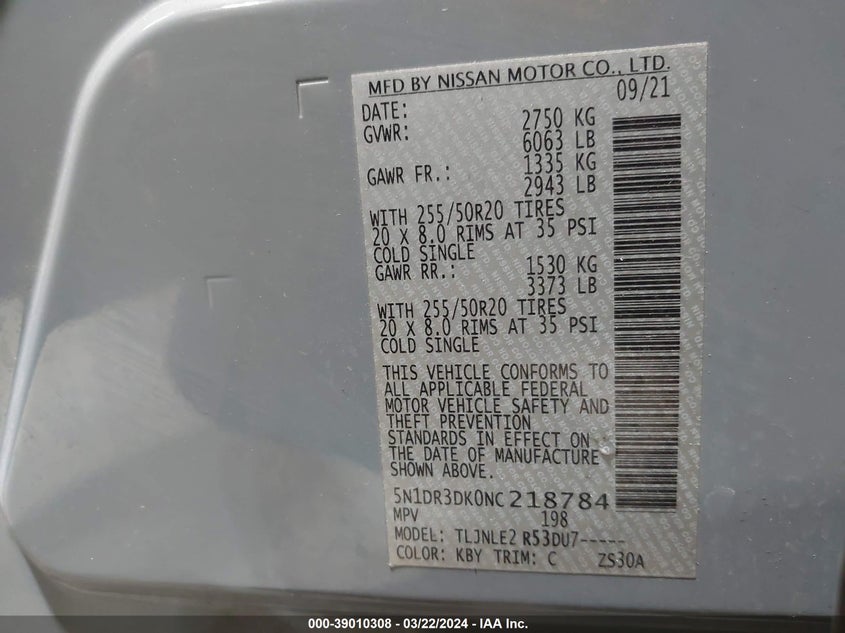 MFD BY NISSAN MOTOR CO., LTD.
DATE: 09/21
GVWR: 2750 KG
6063 LB
GAWR FR.: 1335 KG
2943 LB
WITH 255/50R20 TIRES
20 X 8.0 RIMS AT 35 PSI
COLD SINGLE
GAWR RR.: 1530 KG
3373 LB
WITH 255/50R20 TIRES
20 X 8.0 RIMS AT 35 PSI
COLD SINGLE
THIS VEHICLE CONFORMS TO
ALL APPLICABLE FEDERAL
MOTOR VEHICLE SAFETY AND
THEFT PREVENTION
STANDARDS IN EFFECT ON
THE DATE OF MANUFACTURE
SHOWN ABOVE.
5N1DR3DK0NC218784
MPV 198
MODEL: TLJNLE2 R53DU7-----
COLOR: KBY TRIM: C ZS30A
000-39010308 - 03/22/2024 - IAA Inc.